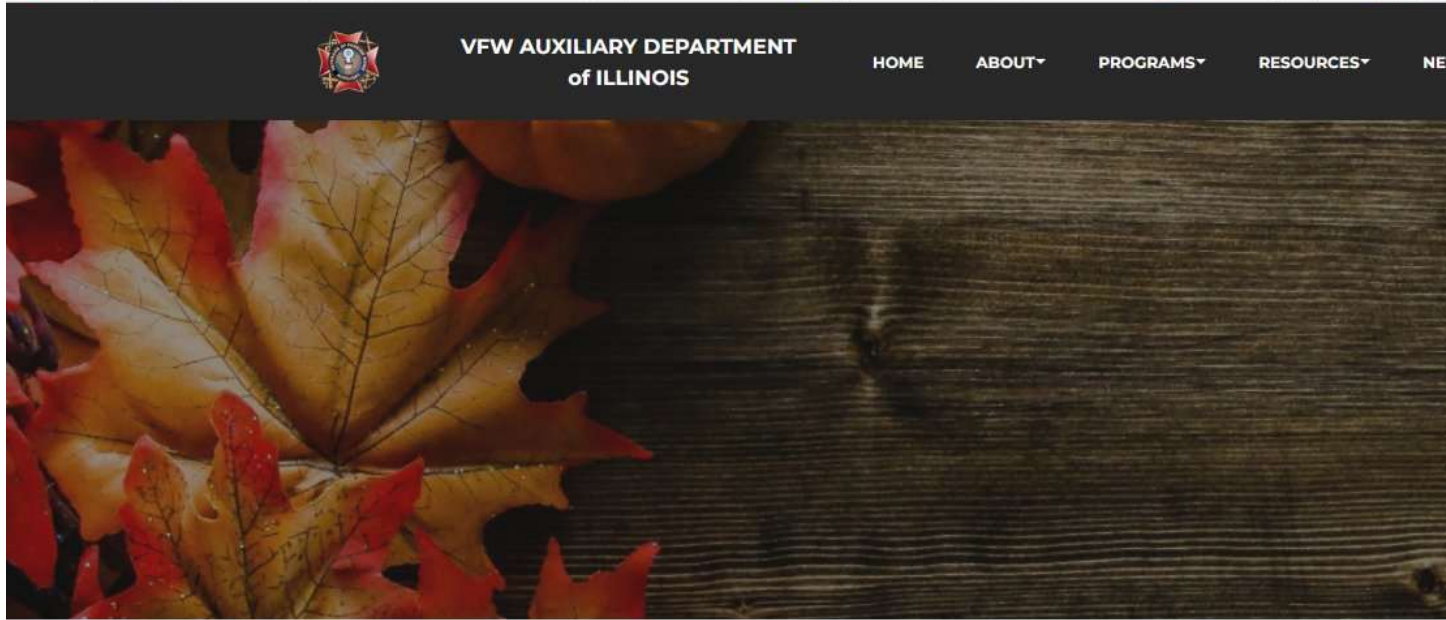 VFW AUXILIARY DEPARTMENT
of ILLINOIS
HOME ABOUT PROGRAMS RESOURCES